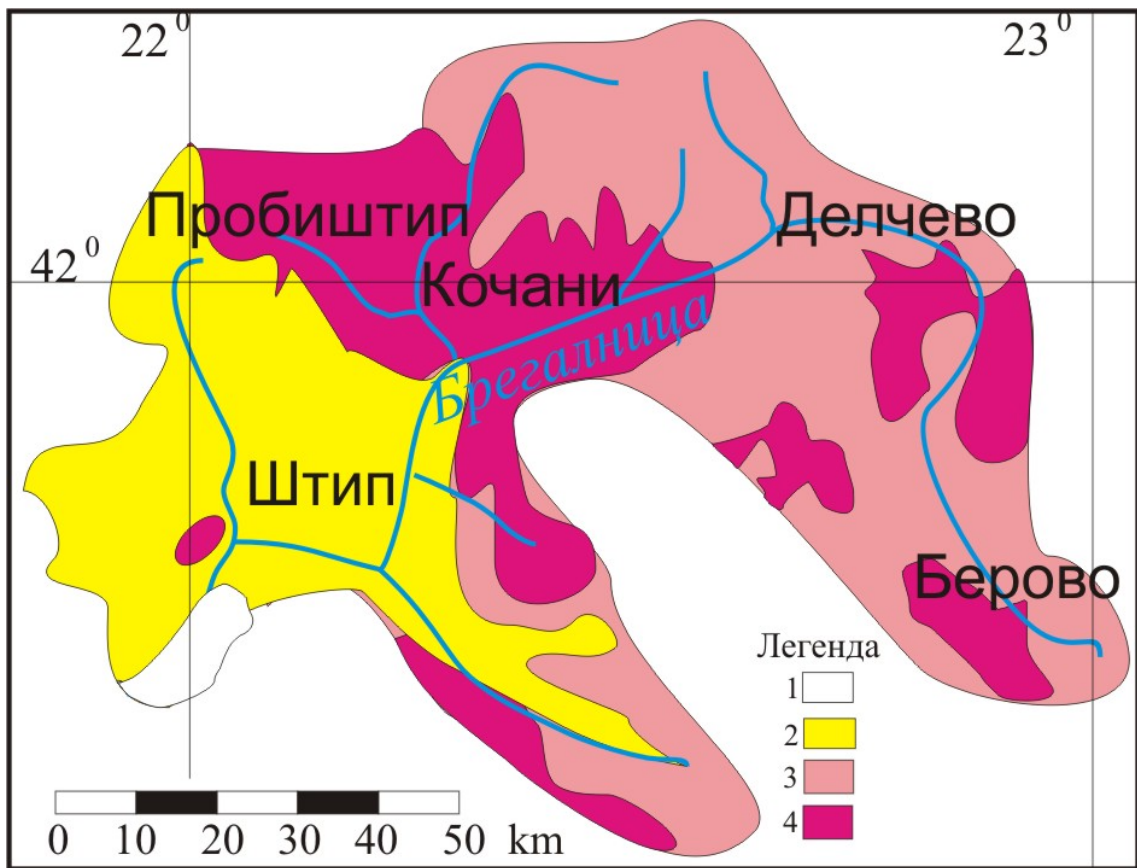 22⁰
23⁰
Пробиштип
Делчево
42⁰
Кочани
Брегалница
Штип
Берово
Легенда
1
2
3
4
0 10 20 30 40 50 km